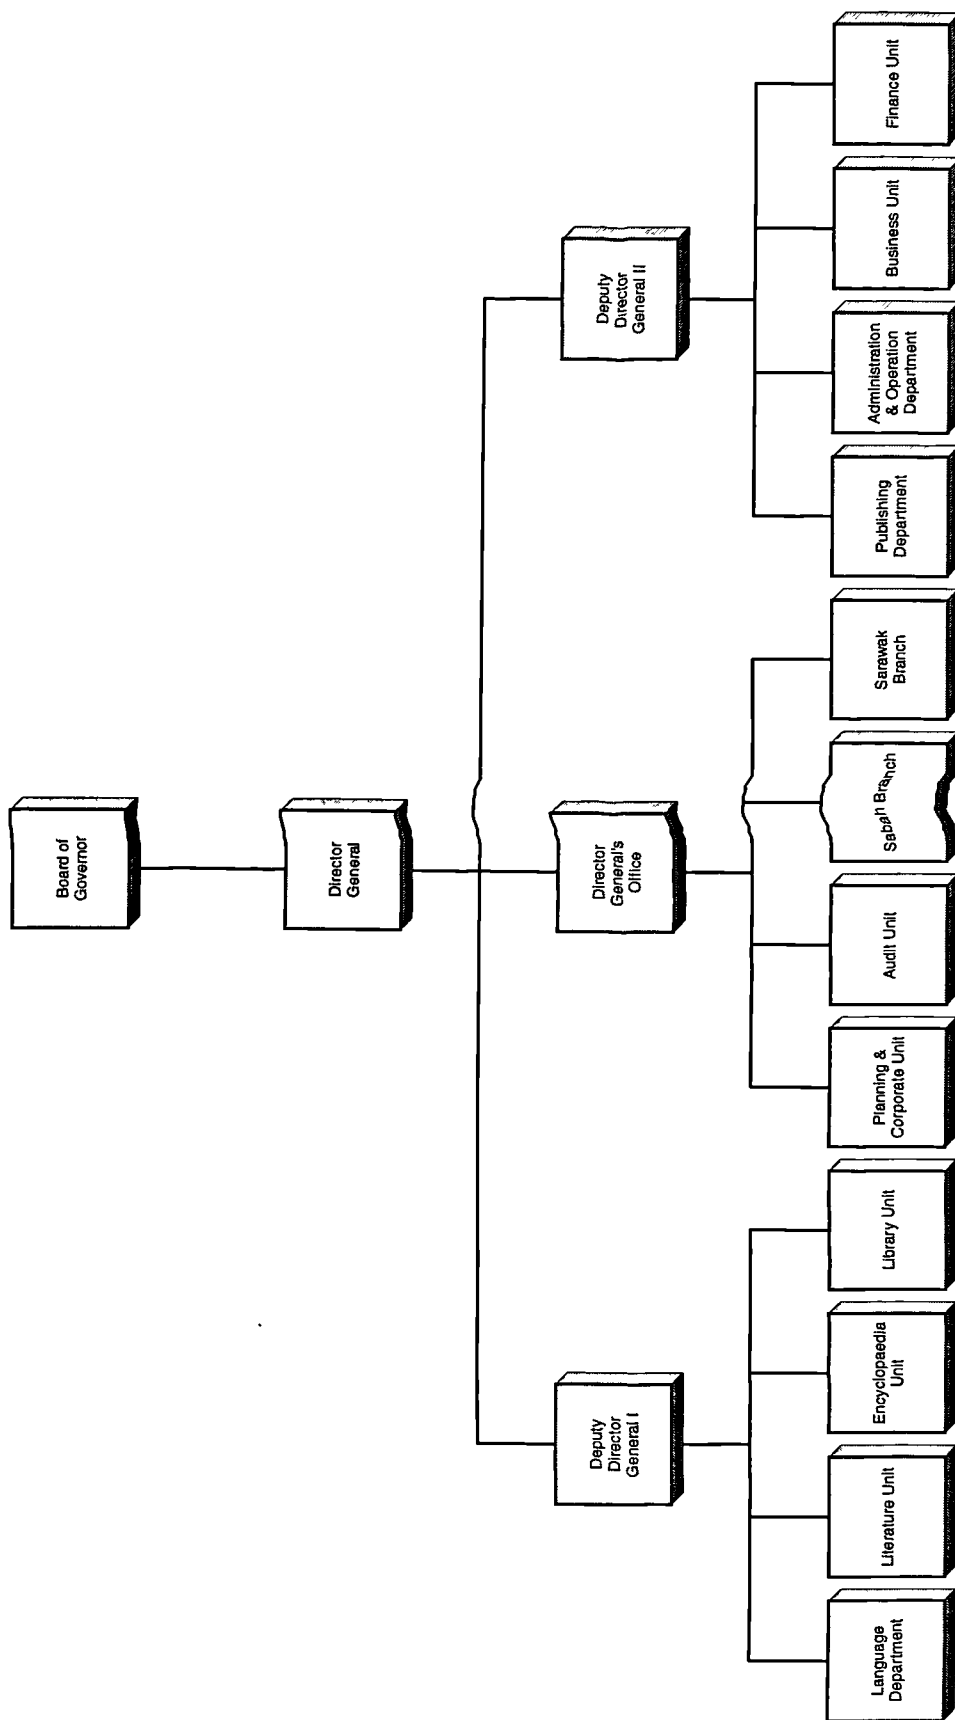 Board of
Governor
Director
General
Deputy
Director
General I
Director
General's
Office
Deputy
Director
General II
Language
Department
Literature Unit
Encyclopaedia
Unit
Library Unit
Planning &
Corporate Unit
Audit Unit
Sabah Branch
Sarawak
Branch
Publishing
Department
Administration
& Operation
Department
Business Unit
Finance Unit